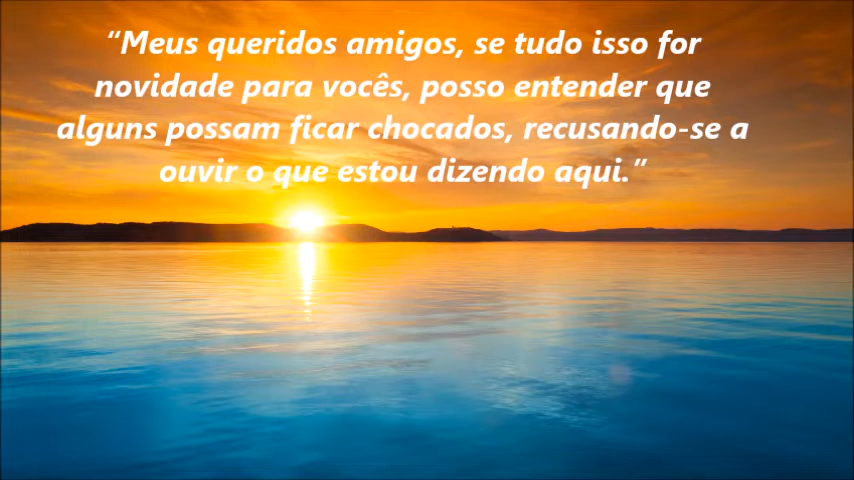 “Meus queridos amigos, se tudo isso for
novidade para vocês, posso entender que
alguns possam ficar chocados, recusando-se a
ouvir o que estou dizendo aqui.”